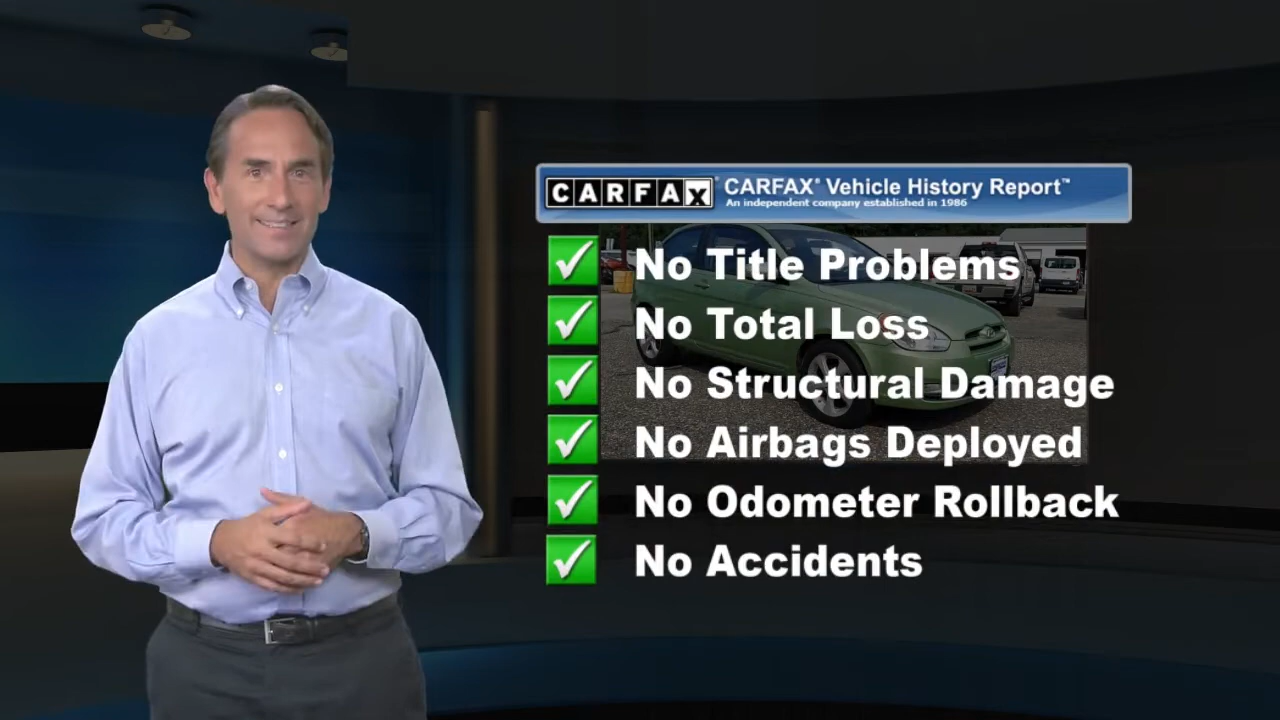 CARFAX
CARFAX® Vehicle History Report™
An independent company established in 1986
No Title Problems
No Total Loss
No Structural Damage
No Airbags Deployed
No Odometer Rollback
No Accidents